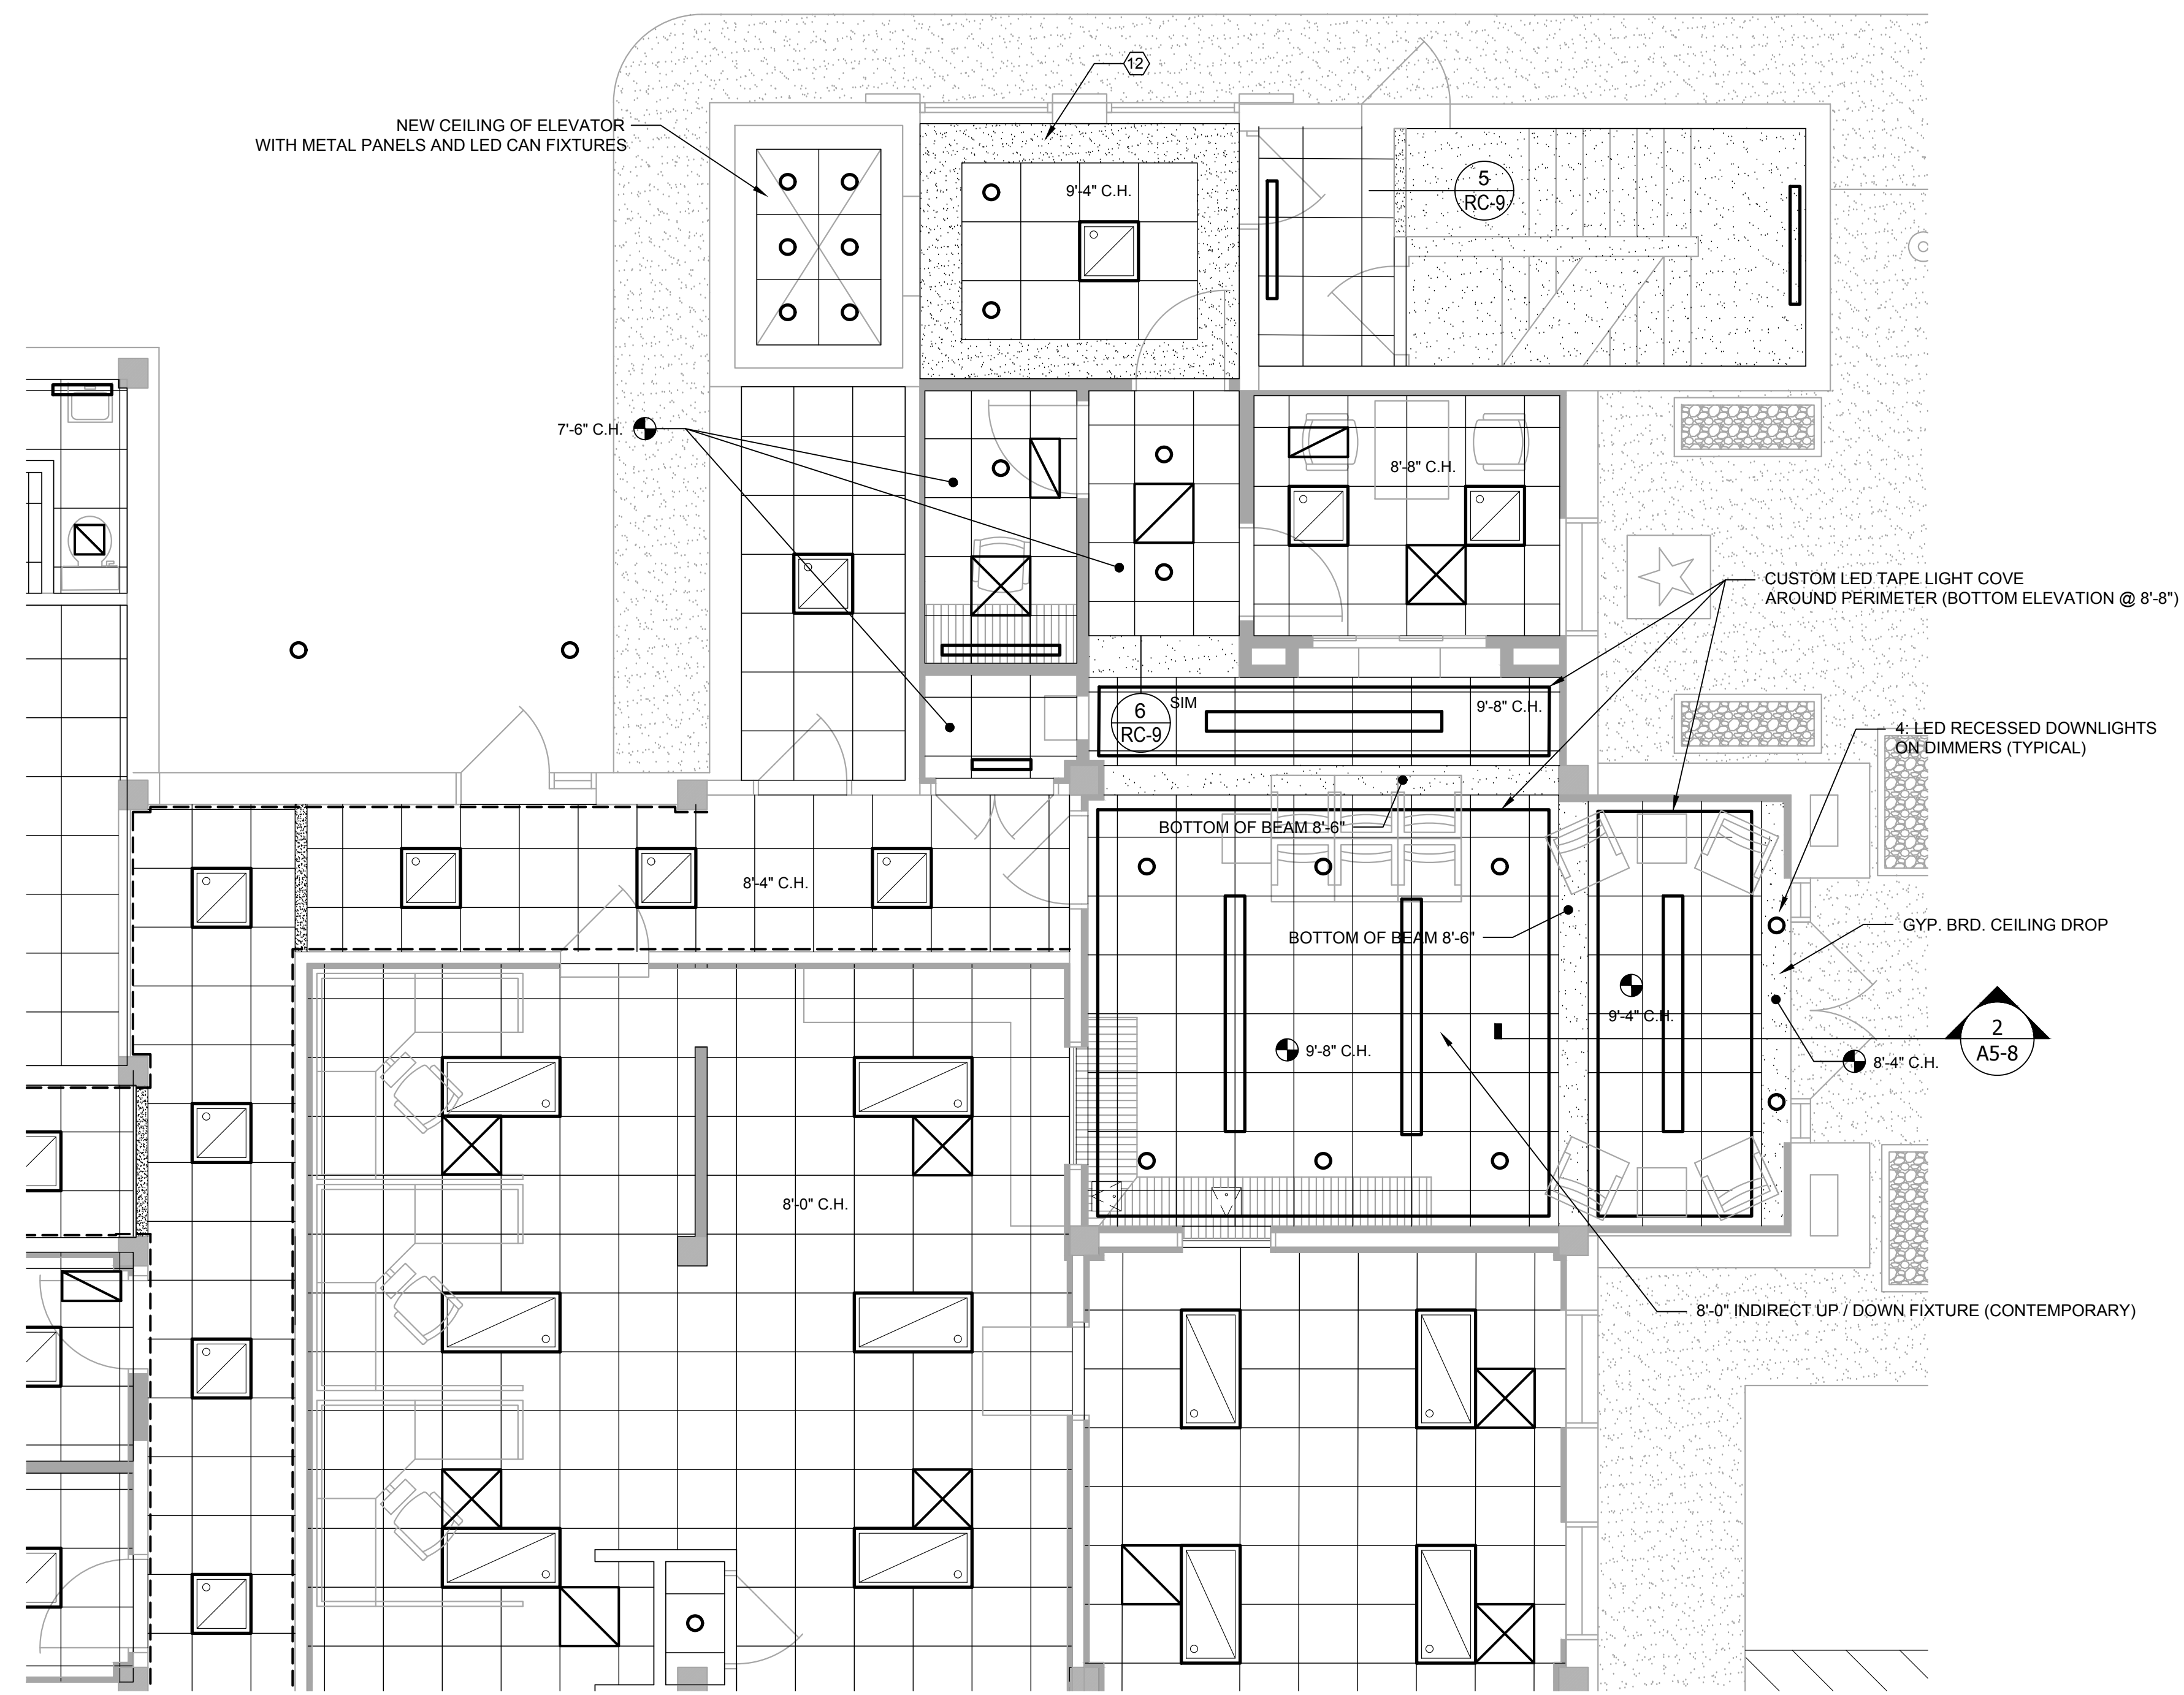 12
NEW CEILING OF ELEVATOR
WITH METAL PANELS AND LED CAN FIXTURES
9'-4" C.H.
5
RC-9
7'-6" C.H.
8'-8" C.H.
CUSTOM LED TAPE LIGHT COVE
AROUND PERIMETER (BOTTOM ELEVATION @ 8'-8")
SIM
6
RC-9
9'-8" C.H.
4: LED RECESSED DOWNLIGHTS
ON DIMMERS (TYPICAL)
BOTTOM OF BEAM 8'-6"
8'-4" C.H.
BOTTOM OF BEAM 8'-6"
GYP. BRD. CEILING DROP
9'-4" C.H.
2
A5-8
9'-8" C.H.
8'-4" C.H.
8'-0" C.H.
8'-0" INDIRECT UP / DOWN FIXTURE (CONTEMPORARY)